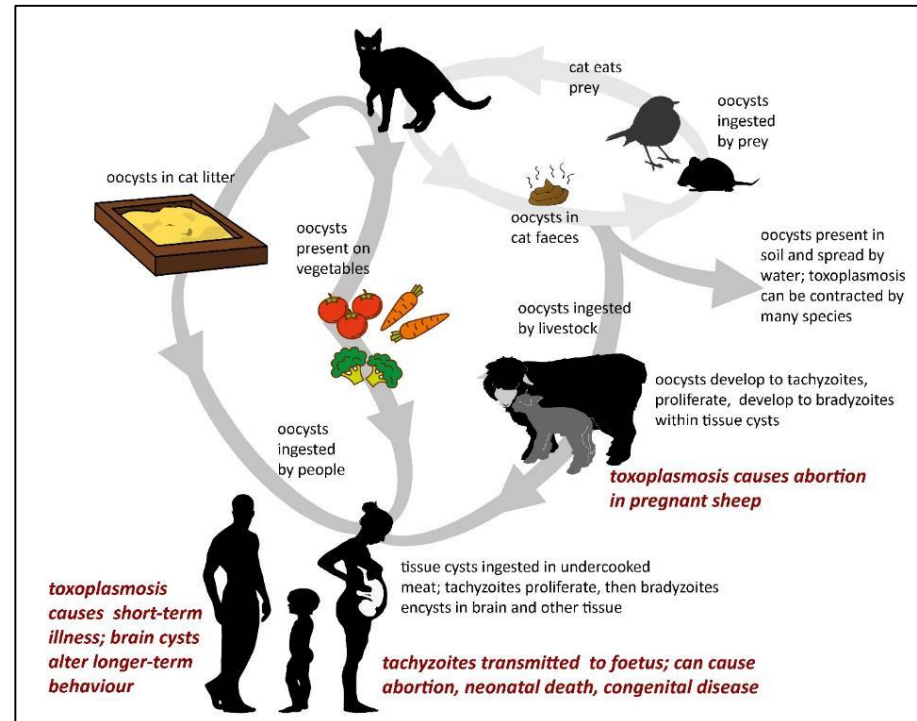 cat eats
prey
oocysts
ingested
by prey
oocysts in cat litter
oocysts
present on
vegetables
oocysts in
cat faeces
oocysts present in
soil and spread by
water; toxoplasmosis
can be contracted by
many species
oocysts ingested
by livestock
oocysts develop to tachyzoites,
proliferate, develop to bradyzoites
within tissue cysts
oocysts
ingested
by people
toxoplasmosis causes abortion
in pregnant sheep
tissue cysts ingested in undercooked
meat; tachyzoites proliferate, then bradyzoites
encysts in brain and other tissue
toxoplasmosis
causes short-term
illness; brain cysts
alter longer-term
behaviour
tachyzoites transmitted to foetus; can cause
abortion, neonatal death, congenital disease